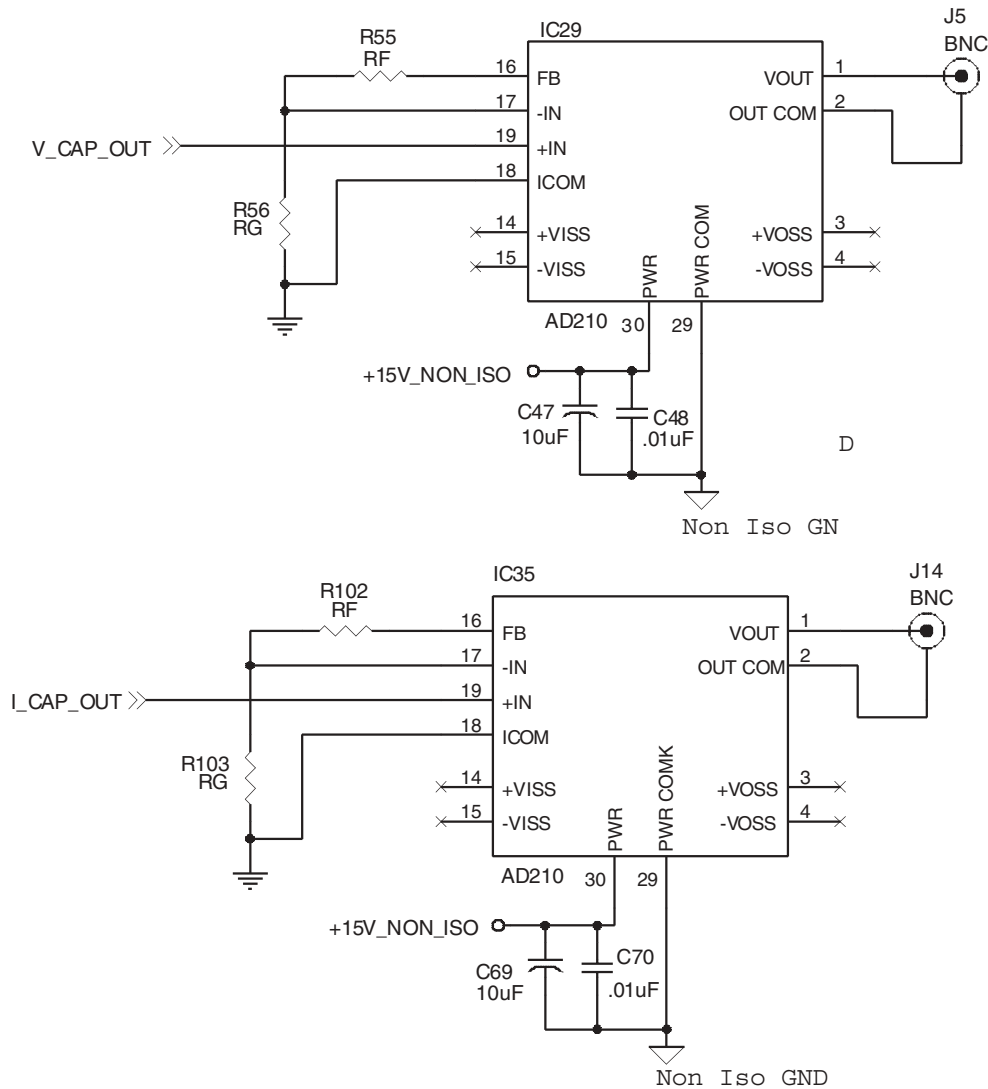 R55
RF
IC29
J5
BNC
16 FB
17 -IN
19 +IN
18 ICOM
14 +VISS
15 -VISS
VOUT 1
OUT COM 2
+VOSS 3
-VOSS 4
PWR
PWR COM
V_CAP_OUT
R56
RG
AD210
30
29
+15V_NON_ISO
C47
10uF
C48
.01uF
D
Non Iso GN
R102
RF
IC35
J14
BNC
16 FB
17 -IN
19 +IN
18 ICOM
14 +VISS
15 -VISS
VOUT 1
OUT COM 2
+VOSS 3
-VOSS 4
PWR
PWR COMK
I_CAP_OUT
R103
RG
AD210
30
29
+15V_NON_ISO
C69
10uF
C70
.01uF
Non Iso GND